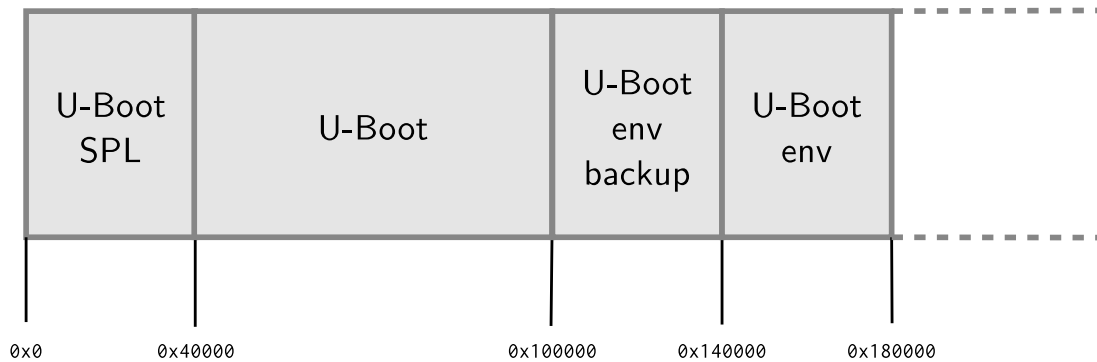 U-Boot
SPL
U-Boot
U-Boot
env
backup
U-Boot
env
0x0
0x40000
0x100000
0x140000
0x180000